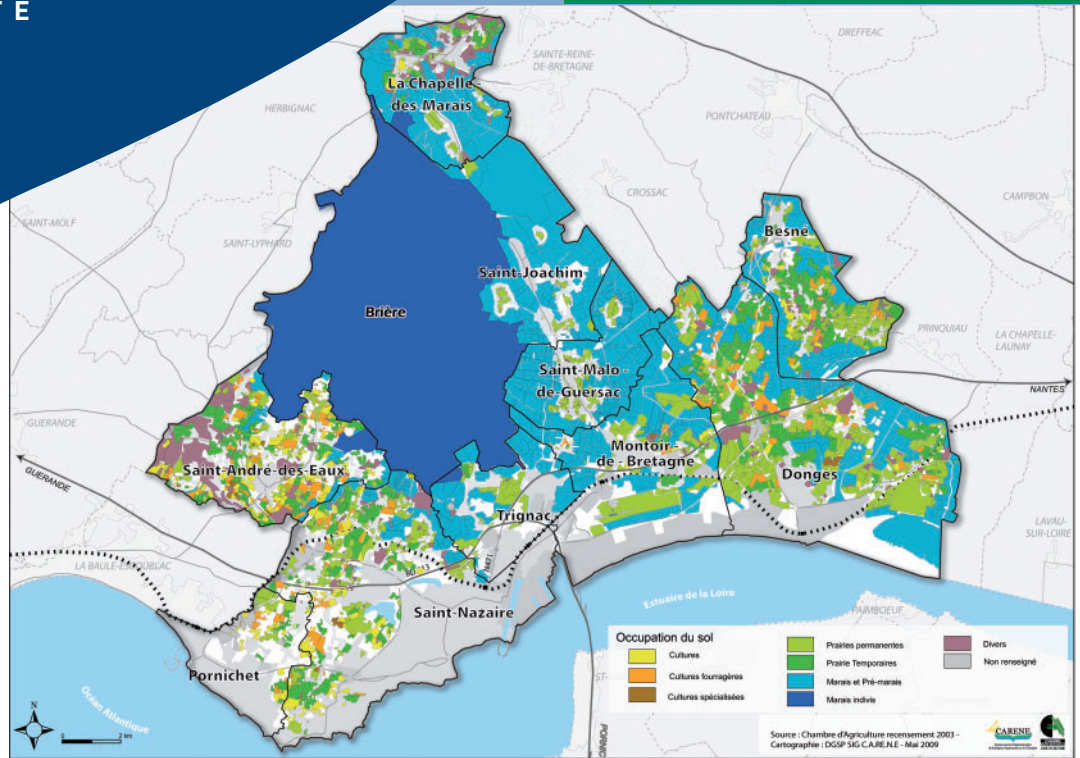 T E
DREFFEAC
SAINTE-REINE-
DE-BRETAGNE
La Chapelle -
des Marais
HERBIGNAC
PONTCHATEAU
CROSSAC
CAMPBON
SAINT-MOLF
SAINT-LYPHARD
Besné
Saint-Joachim
Brière
PRINQUIAU
LA CHAPELLE-
LAUNAY
Saint-Malo -
de-Guersac
NANTES
GUERANDE
Montoir -
de - Bretagne
Saint-André-des-Eaux
Donges
GUERANDE
Trignac
LAVAU-
SUR-LOIRE
LA BAULE-ESCOUBLAC
Saint-Nazaire
Estuaire de la Loire
PAIMBOEUF
Pornichet
Océan Atlantique
PORNIC
N
0
2 km
Occupation du sol
Cultures
Cultures fourragères
Cultures spécialisées
Prairies permanentes
Prairie Temporaires
Marais et Pré-marais
Marais indivis
Divers
Non renseigné
Source : Chambre d'Agriculture recensement 2003 -
Cartographie : DGSP SIG C.A.RE.N.E - Mai 2009
CARENE